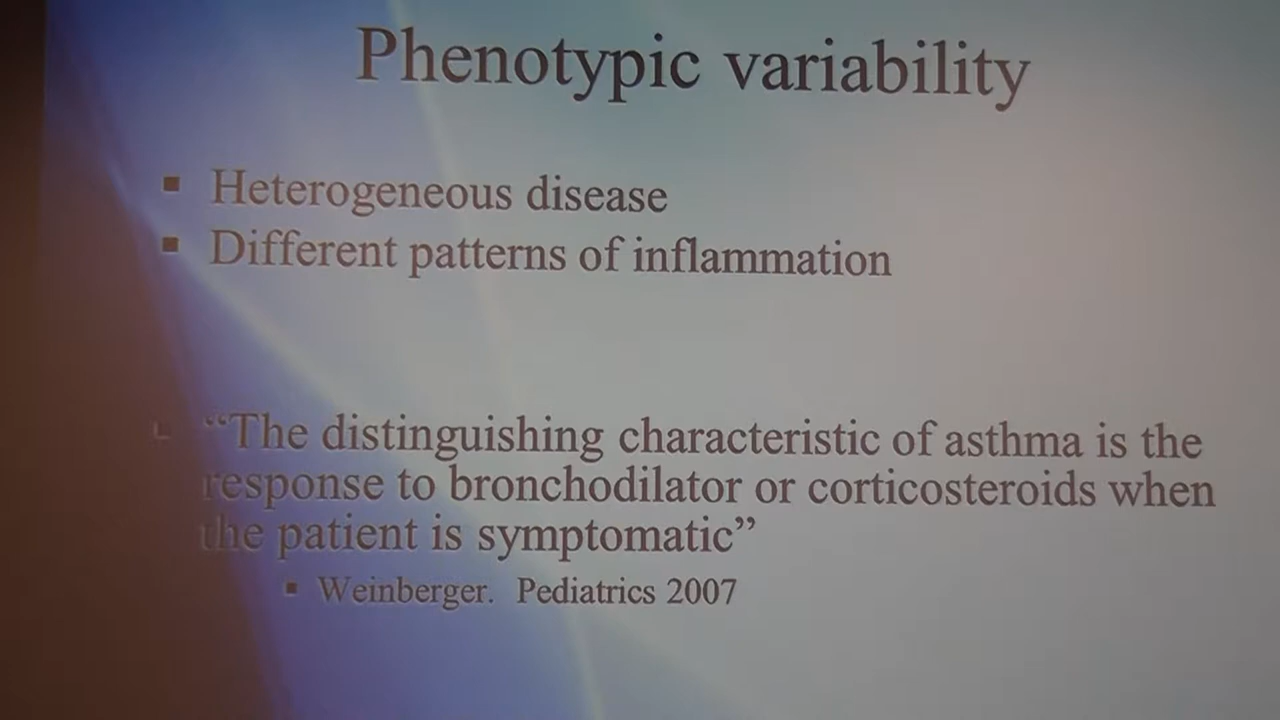 Phenotypic variability
▪ Heterogeneous disease
▪ Different patterns of inflammation
▪ “The distinguishing characteristic of asthma is the
response to bronchodilator or corticosteroids when
the patient is symptomatic”
▪ Weinberger. Pediatrics 2007